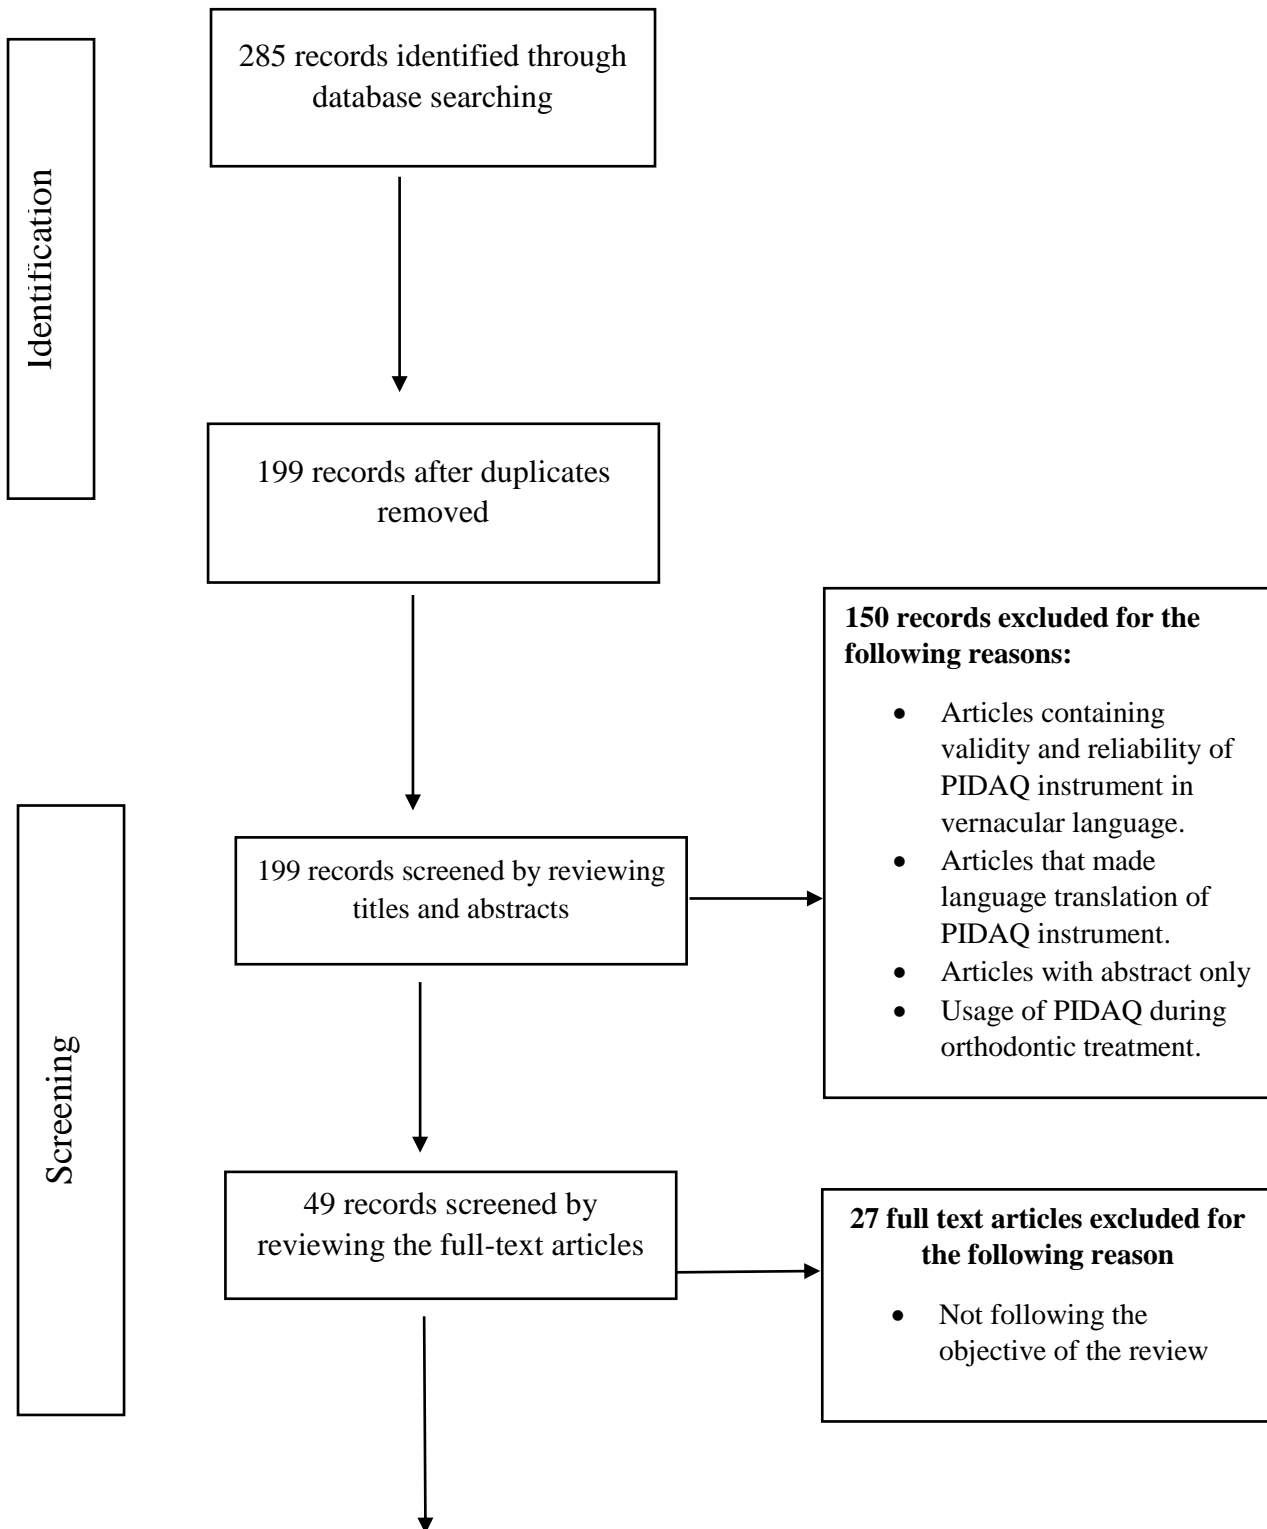 285 records identified through
database searching
Identification
199 records after duplicates
removed
150 records excluded for the
following reasons:
• Articles containing
validity and reliability of
PIDAQ instrument in
vernacular language.
• Articles that made
language translation of
PIDAQ instrument.
• Articles with abstract only
• Usage of PIDAQ during
orthodontic treatment.
199 records screened by reviewing
titles and abstracts
Screening
49 records screened by
reviewing the full-text articles
27 full text articles excluded for
the following reason
• Not following the
objective of the review